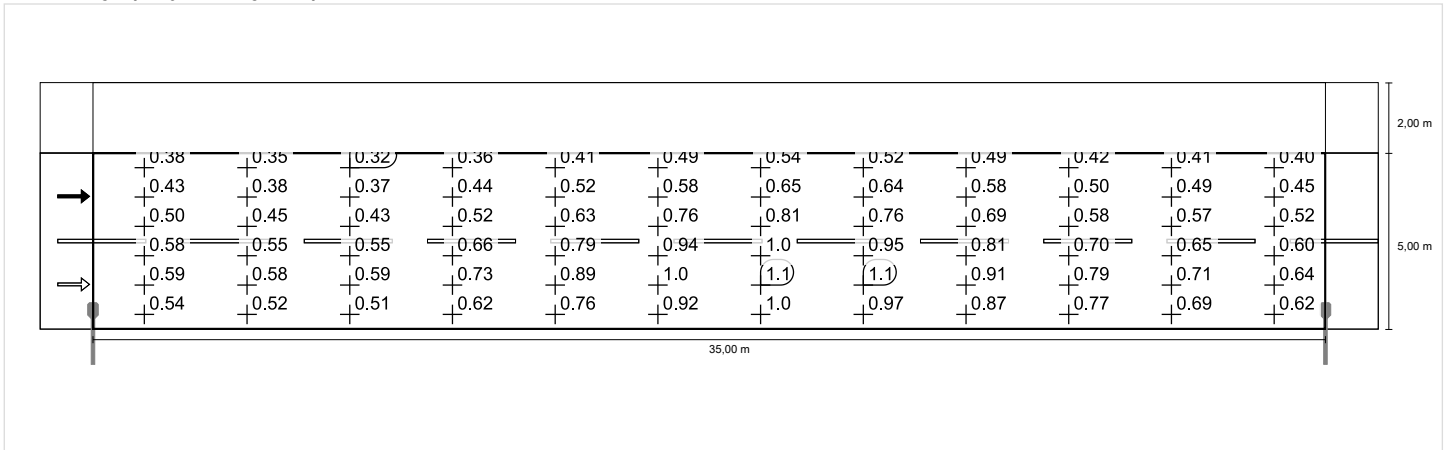 2,00 m
0.38 0.35 0.32 0.36 0.41 0.49 0.54 0.52 0.49 0.42 0.41 0.40
0.43 0.38 0.37 0.44 0.52 0.58 0.65 0.64 0.58 0.50 0.49 0.45
0.50 0.45 0.43 0.52 0.63 0.76 0.81 0.76 0.69 0.58 0.57 0.52
0.58 0.55 0.55 0.66 0.79 0.94 1.0 0.95 0.81 0.70 0.65 0.60
5,00 m
0.59 0.58 0.59 0.73 0.89 1.0 1.1 1.1 0.91 0.79 0.71 0.64
0.54 0.52 0.51 0.62 0.76 0.92 1.0 0.97 0.87 0.77 0.69 0.62
35,00 m